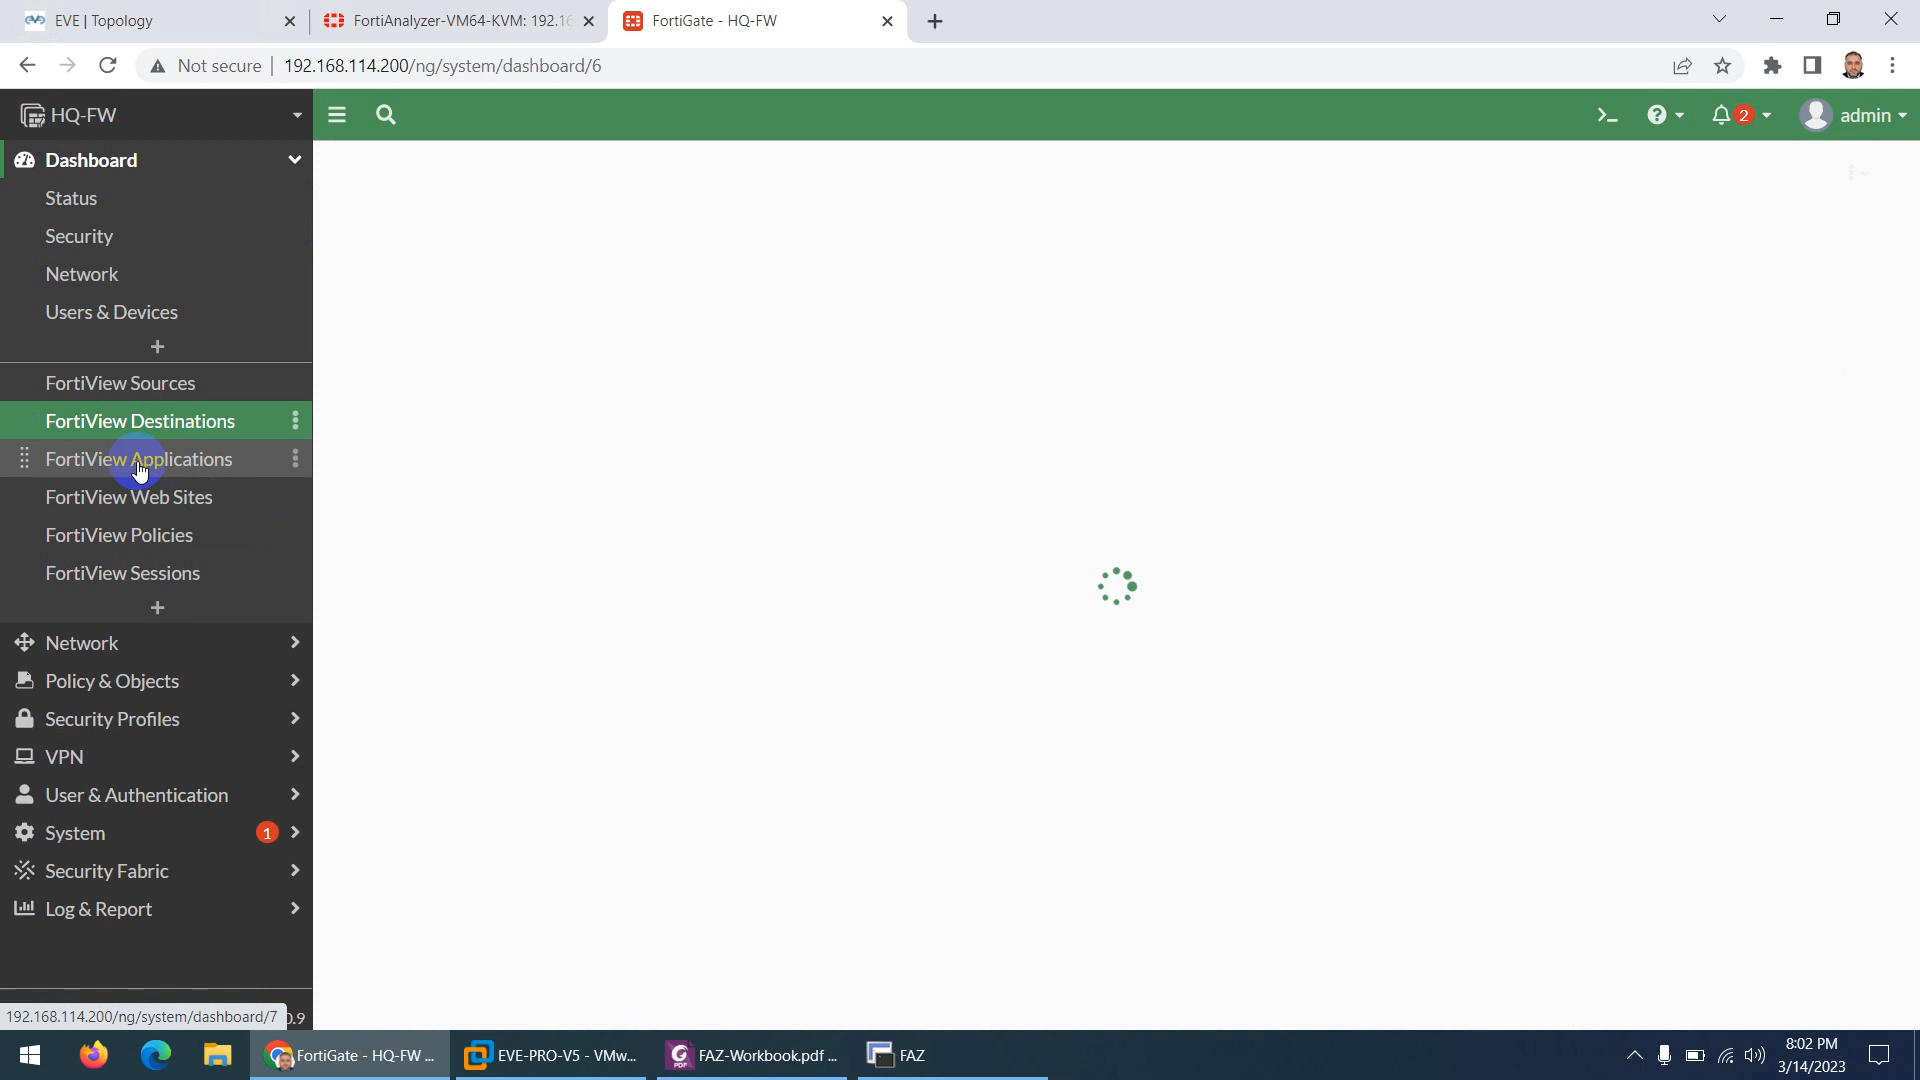 EVE | Topology
FortiAnalyzer-VM64-KVM: 192.16
FortiGate - HQ-FW
Not secure
192.168.114.200/ng/system/dashboard/6
HQ-FW
2
admin
Dashboard
Status
Security
Network
Users & Devices
FortiView Sources
FortiView Destinations
FortiView Applications
FortiView Web Sites
FortiView Policies
FortiView Sessions
Network
Policy & Objects
Security Profiles
VPN
User & Authentication
System
1
Security Fabric
Log & Report
192.168.114.200/ng/system/dashboard/7
0.9
FortiGate - HQ-FW ...
EVE-PRO-V5 - VMw...
FAZ-Workbook.pdf ...
FAZ
8:02 PM
3/14/2023